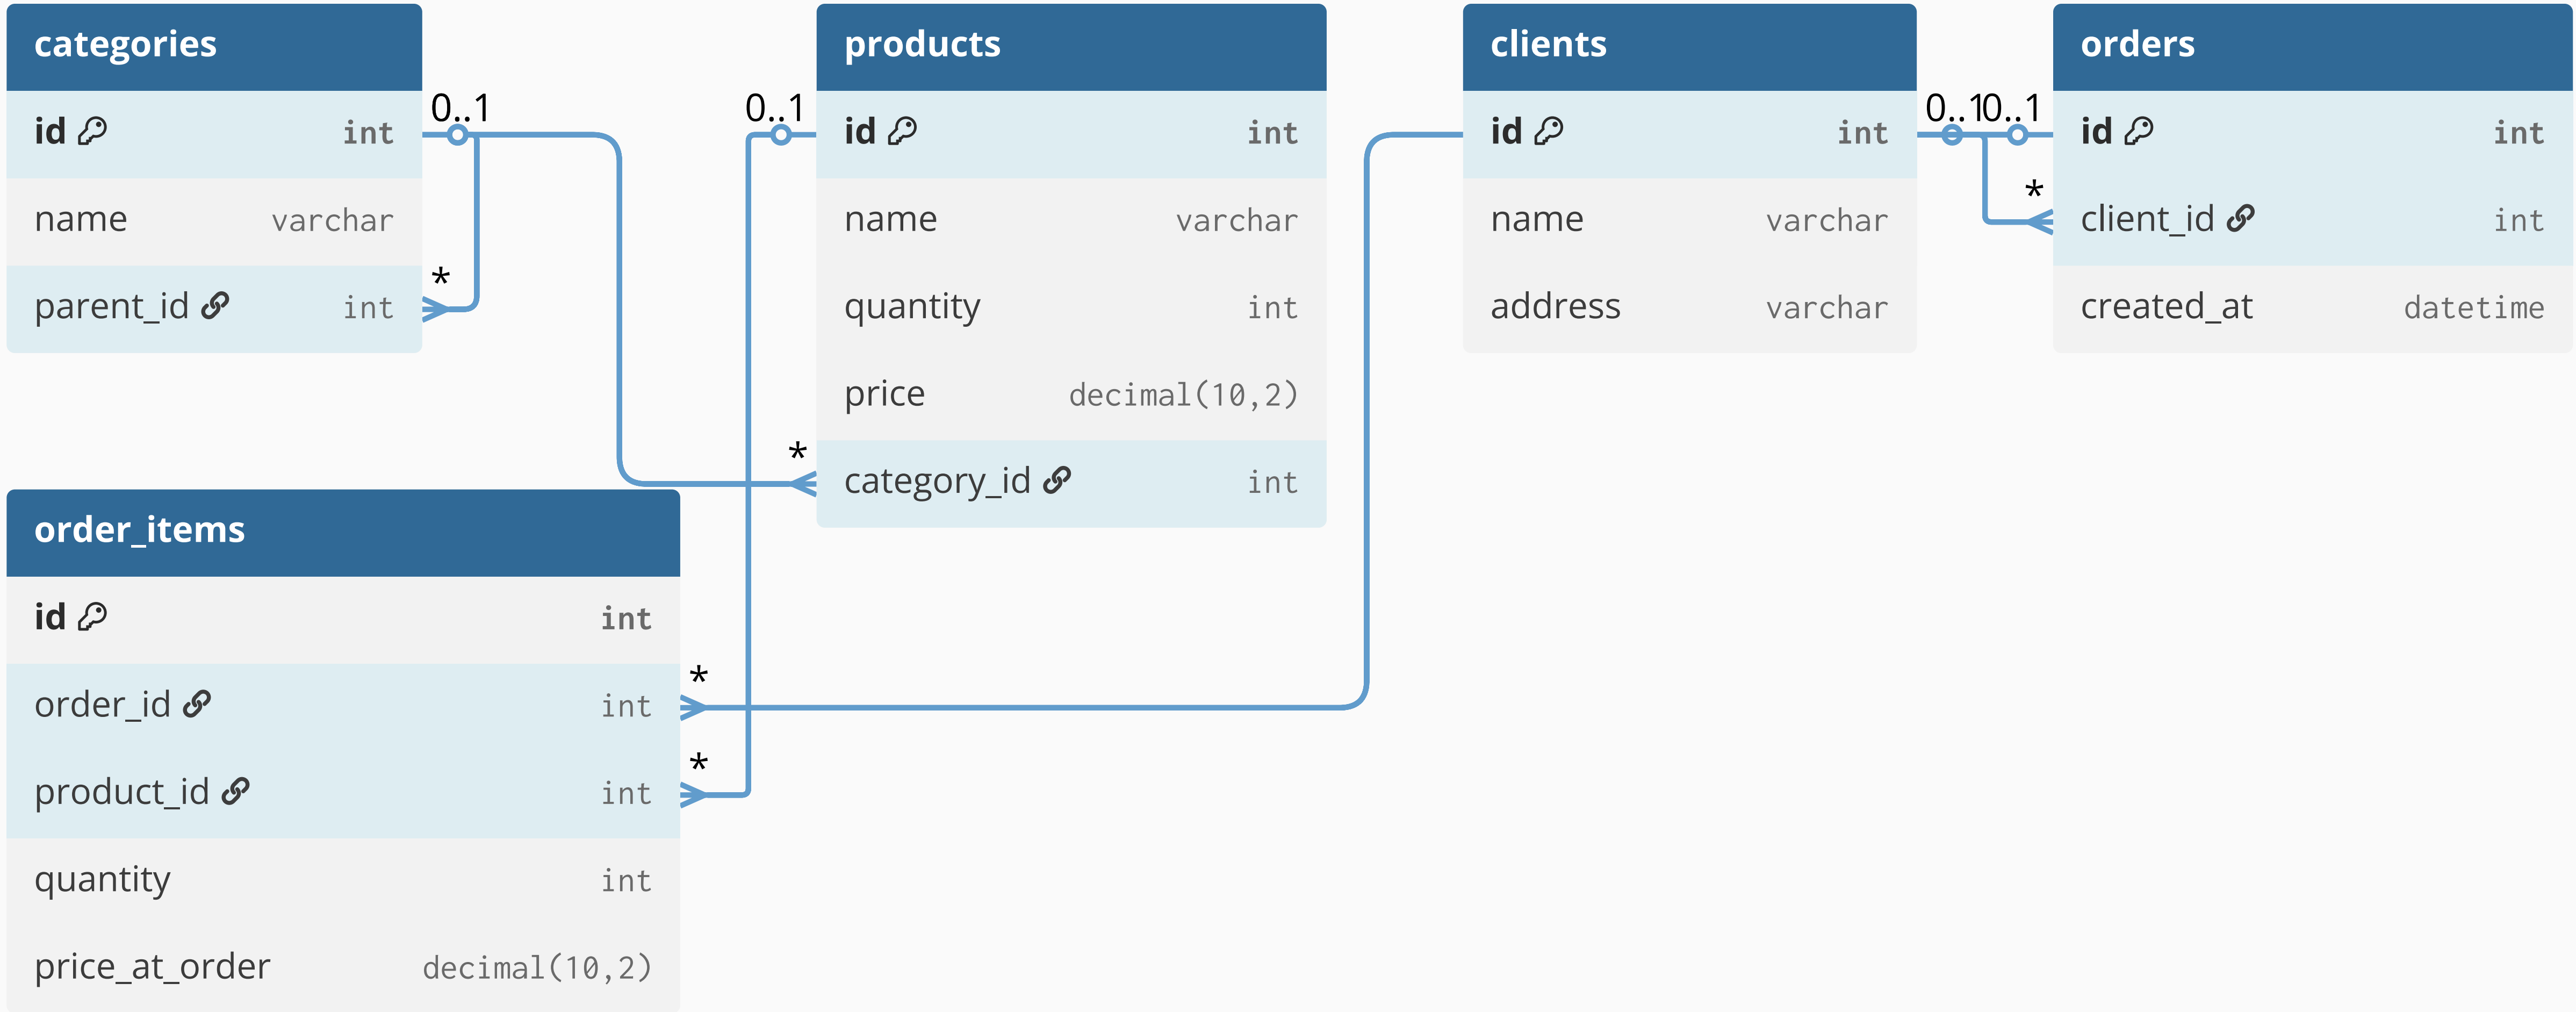 categories
id int
name varchar
parent_id int
0..1
*
products
id int
name varchar
quantity int
price decimal(10,2)
category_id int
0..1
*
clients
id int
name varchar
address varchar
0..1
0..1
*
orders
id int
client_id int
created_at datetime
order_items
id int
order_id int
product_id int
quantity int
price_at_order decimal(10,2)
*
*